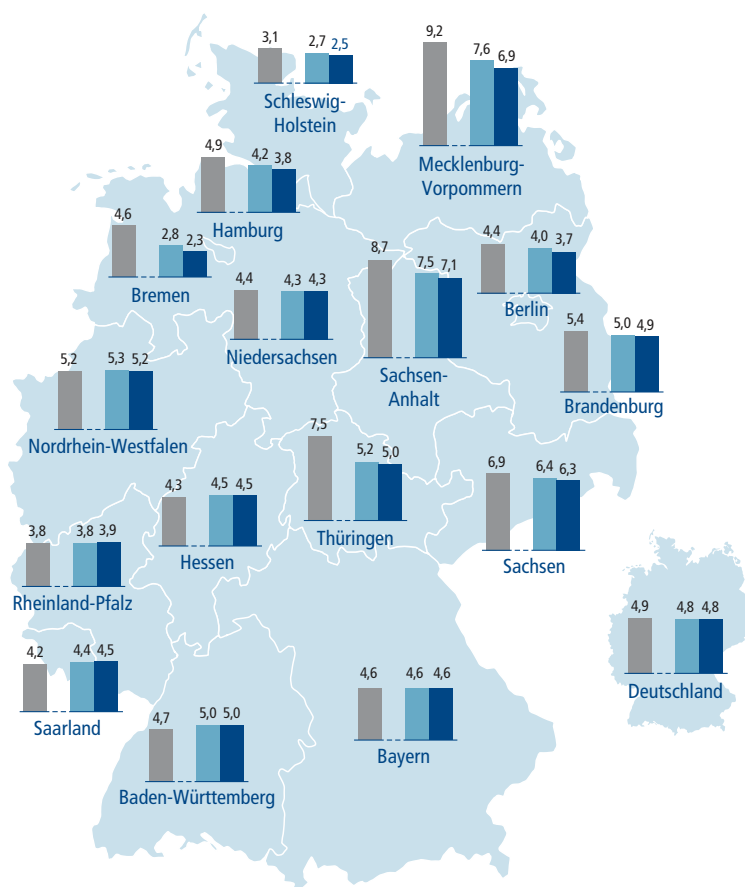 3,1 2,7 2,5
Schleswig-
Holstein
9,2 7,6 6,9
Mecklenburg-
Vorpommern
4,9 4,2 3,8
Hamburg
4,6 2,8 2,3
Bremen
4,4 4,3 4,3
Niedersachsen
8,7 7,5 7,1
Sachsen-
Anhalt
4,4 4,0 3,7
Berlin
5,4 5,0 4,9
Brandenburg
5,2 5,3 5,2
Nordrhein-Westfalen
4,3 4,5 4,5
Hessen
7,5 5,2 5,0
Thüringen
6,9 6,4 6,3
Sachsen
3,8 3,8 3,9
Rheinland-Pfalz
4,9 4,8 4,8
Deutschland
4,2 4,4 4,5
Saarland
4,7 5,0 5,0
Baden-Württemberg
4,6 4,6 4,6
Bayern